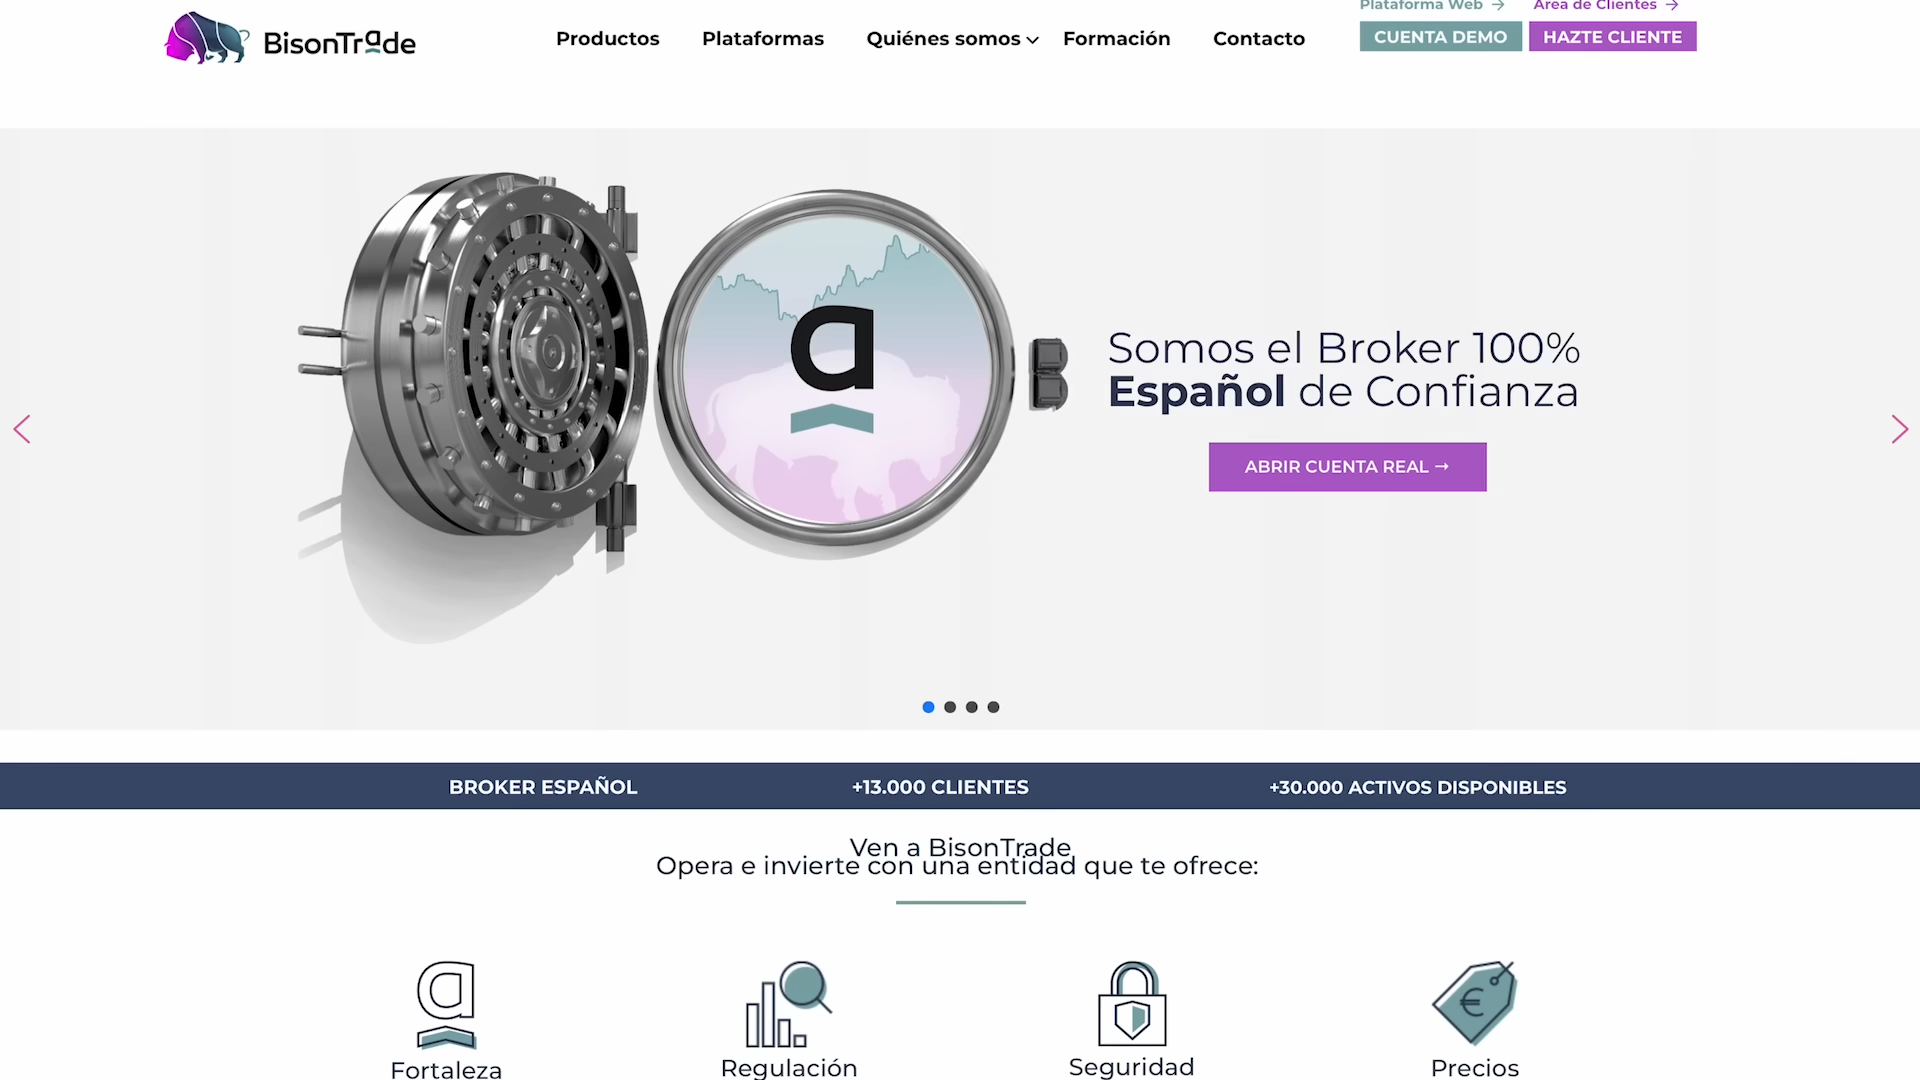 Plataforma Web →
Área de Clientes →
BisonTrade
Productos
Plataformas
Quiénes somos
Formación
Contacto
CUENTA DEMO
HAZTE CLIENTE
a
Somos el Broker 100%
Español de Confianza
ABRIR CUENTA REAL →
BROKER ESPAÑOL
+13.000 CLIENTES
+30.000 ACTIVOS DISPONIBLES
Ven a BisonTrade
Opera e invierte con una entidad que te ofrece:
a
€
Fortaleza
Regulación
Seguridad
Precios